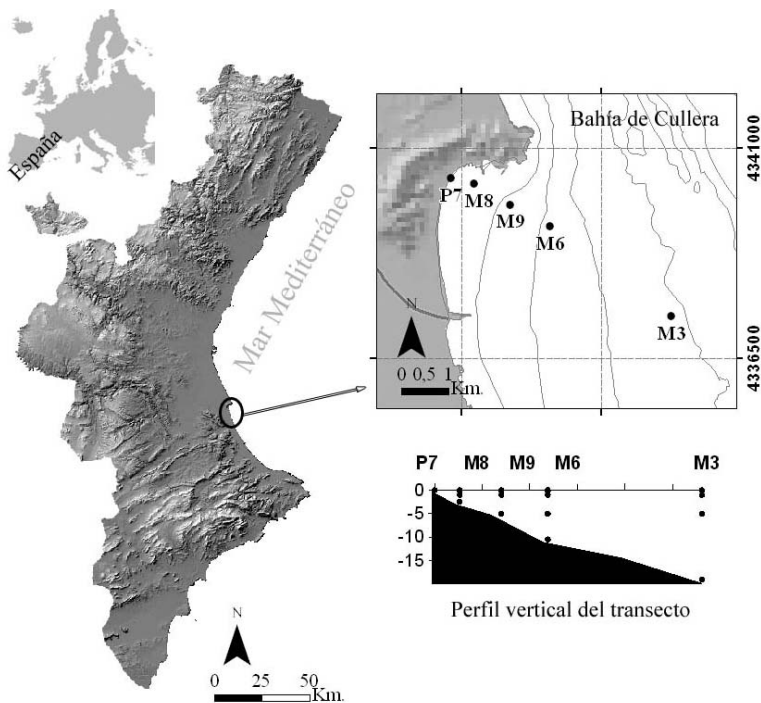 España
Mar Mediterráneo
N
0 25 50
Km.
Bahía de Cullera
P7
M8
M9
M6
M3
N
0 0,5 1
Km.
4341000
4336500
P7 M8 M9 M6 M3
0
-5
-10
-15
Perfil vertical del transecto